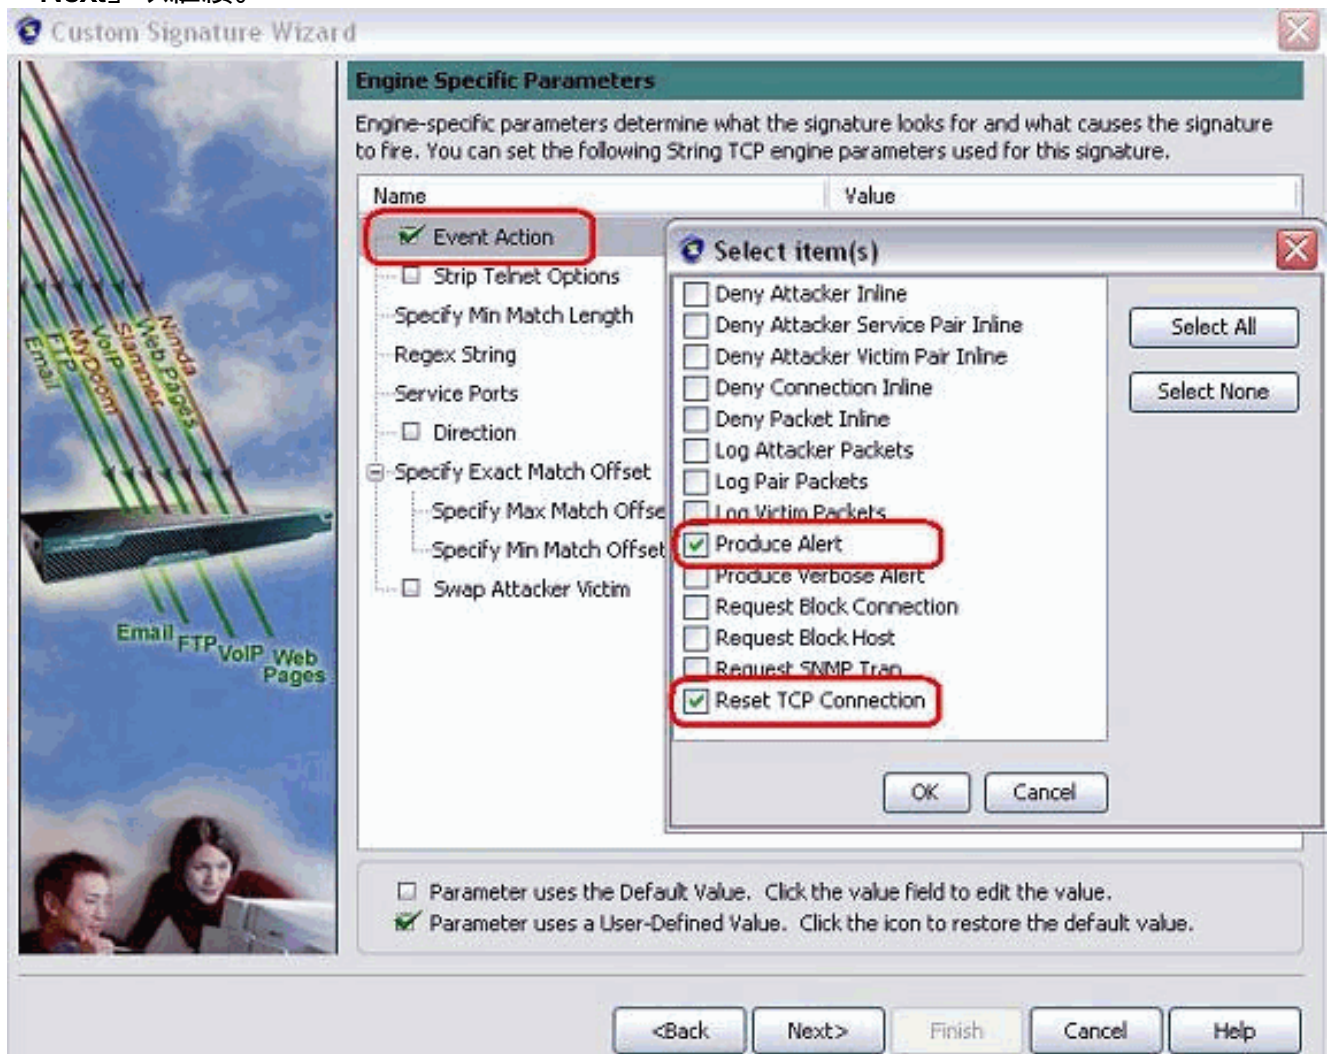 Custom Signature Wizard
Engine Specific Parameters
Engine-specific parameters determine what the signature looks for and what causes the signature
to fire. You can set the following String TCP engine parameters used for this signature.
Name Value
Event Action
Strip Telnet Options
Specify Min Match Length
Regex String
Service Ports
Direction
Specify Exact Match Offset
Specify Max Match Offse
Specify Min Match Offset
Swap Attacker Victim
Select item(s)
Deny Attacker Inline
Deny Attacker Service Pair Inline
Deny Attacker Victim Pair Inline
Deny Connection Inline
Deny Packet Inline
Log Attacker Packets
Log Pair Packets
Log Victim Packets
Produce Alert
Produce Verbose Alert
Request Block Connection
Request Block Host
Request SNMP Trap
Reset TCP Connection
Select All
Select None
OK Cancel
Email
FTP
MyDoom
VoIP
Slammer
Web Pages
Nimda
Email
FTP
VoIP
Web
Pages
Parameter uses the Default Value. Click the value field to edit the value.
Parameter uses a User-Defined Value. Click the icon to restore the default value.
<Back Next> Finish Cancel Help